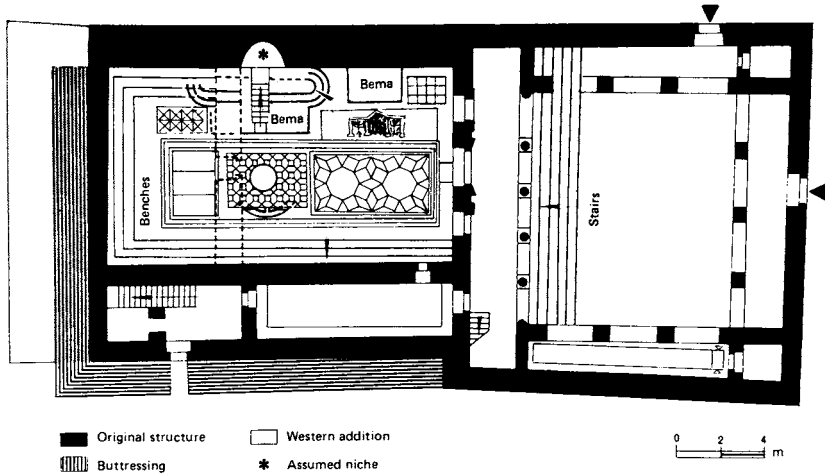 *
Bema
Bema
Benches
Stairs
Original structure
Western addition
Buttressing
* Assumed niche
0 2 4
m